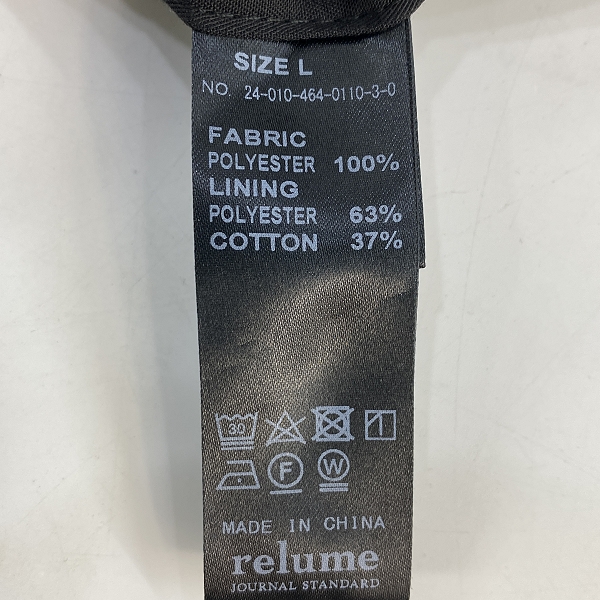 SIZE L
NO. 24-010-464-0110-3-0
FABRIC
POLYESTER 100%
LINING
POLYESTER 63%
COTTON 37%
30
F W
MADE IN CHINA
relume
JOURNAL STANDARD